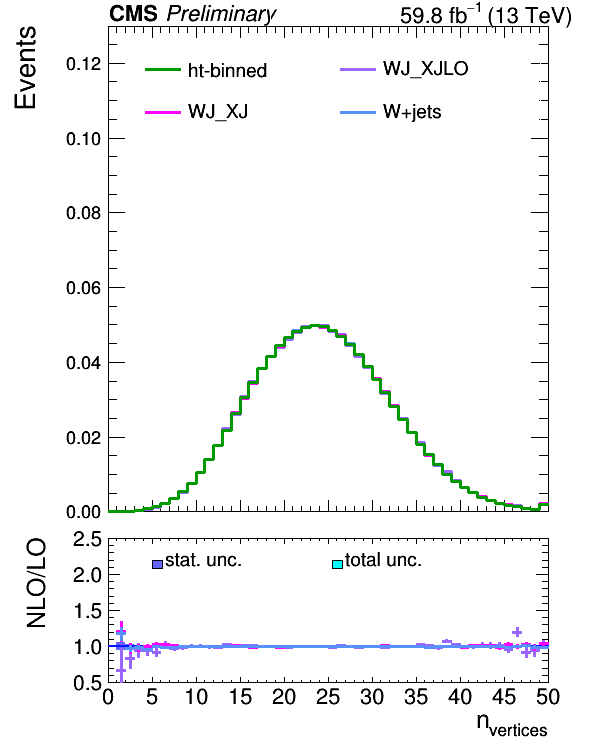 CMS Preliminary 59.8 fb⁻¹ (13 TeV)
Events
0.12
0.10
0.08
0.06
0.04
0.02
0.00
ht-binned WJ_XJLO
WJ_XJ W+jets
NLO/LO
2.5
2.0
1.5
1.0
0.5
stat. unc. total unc.
0 5 10 15 20 25 30 35 40 45 50
n_vertices